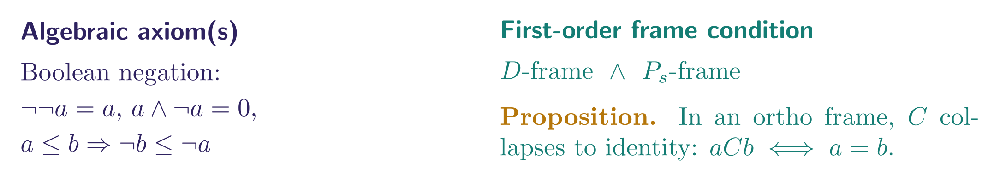 Algebraic axiom(s)
Boolean negation:
¬¬a = a, a ∧ ¬a = 0,
a ≤ b ⇒ ¬b ≤ ¬a
First-order frame condition
D-frame ∧ Pₛ-frame
Proposition. In an ortho frame, C col-
lapses to identity: aCb ⟺ a = b.